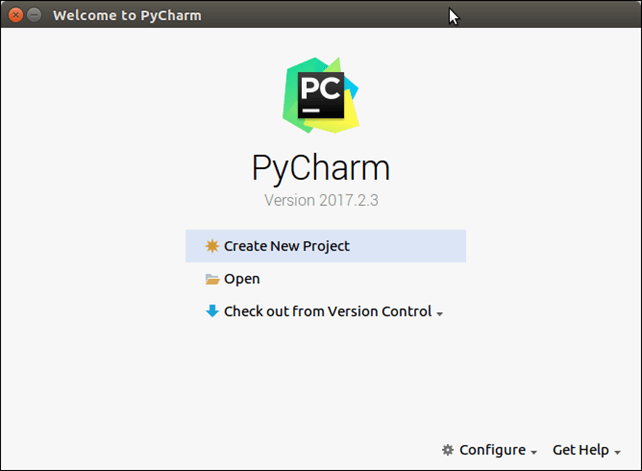 Welcome to PyCharm
PC
PyCharm
Version 2017.2.3
Create New Project
Open
Check out from Version Control
Configure Get Help